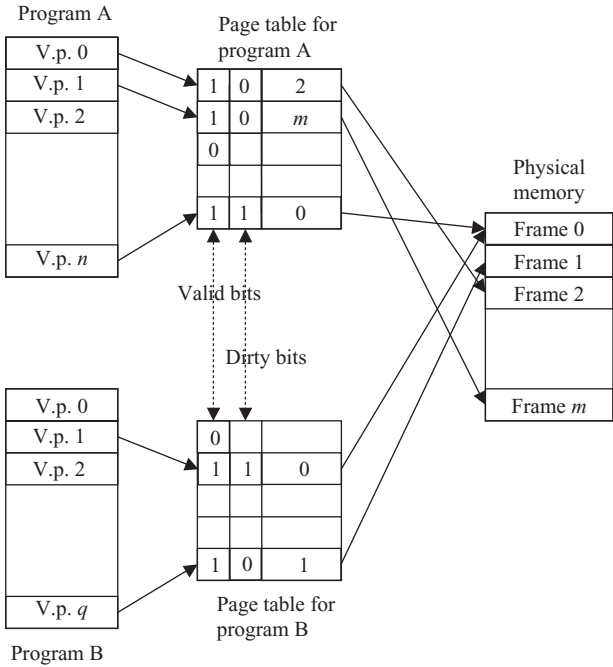 Program A
V.p. 0
V.p. 1
V.p. 2
V.p. n
Page table for
program A
1 0 2
1 0 m
0
1 1 0
Physical
memory
Frame 0
Frame 1
Frame 2
Frame m
Valid bits
Dirty bits
V.p. 0
V.p. 1
V.p. 2
V.p. q
Program B
0
1 1 0
1 0 1
Page table for
program B